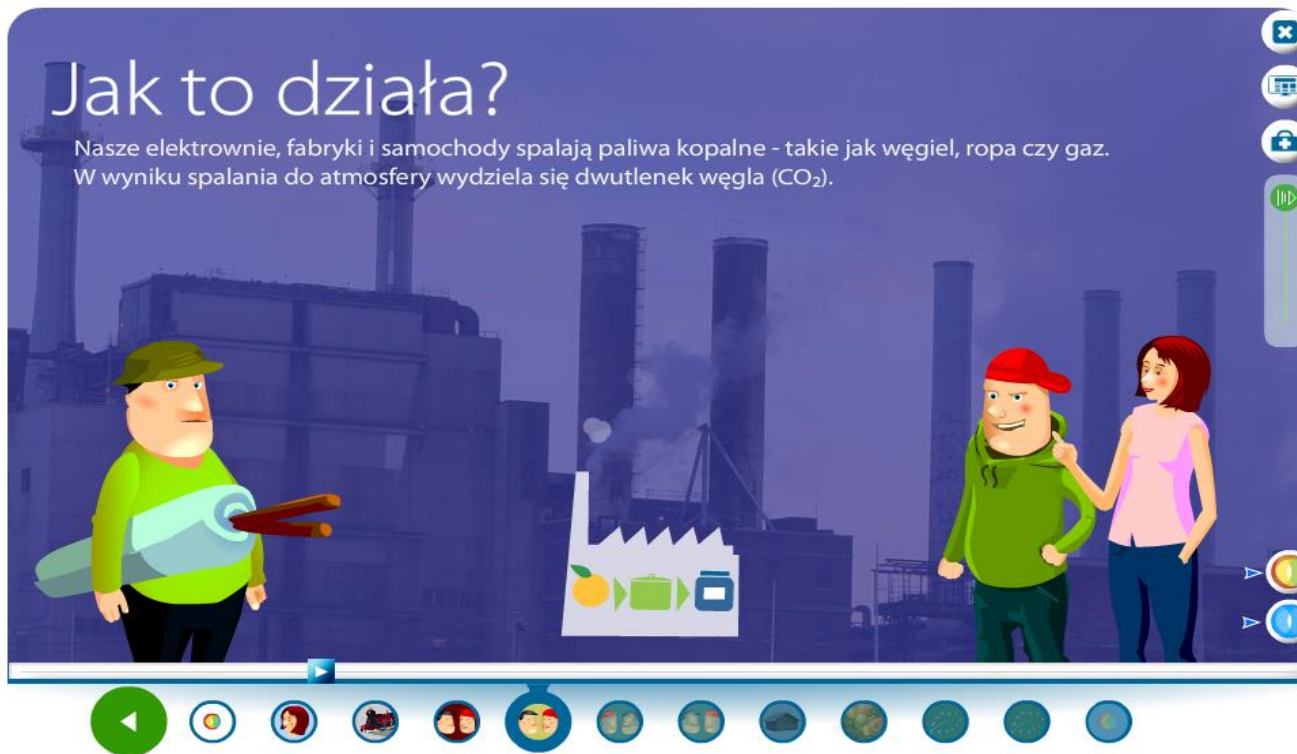 Jak to działa?
Nasze elektrownie, fabryki i samochody spalają paliwa kopalne - takie jak węgiel, ropa czy gaz.
W wyniku spalania do atmosfery wydziela się dwutlenek węgla (CO₂).